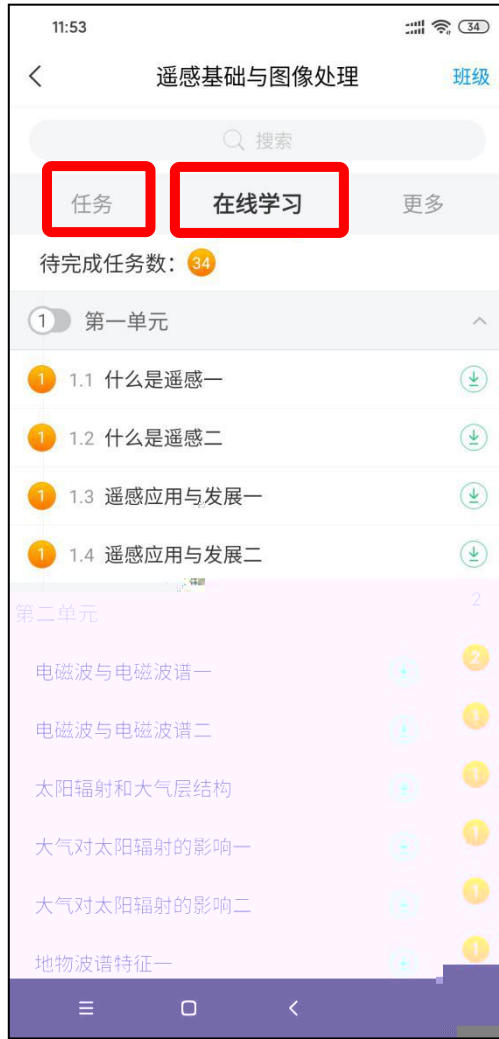 11:53 34
遥感基础与图像处理 班级
搜索
任务 在线学习 更多
待完成任务数： 34
1 第一单元
1 1.1 什么是遥感一
1 1.2 什么是遥感二
1 1.3 遥感应用与发展一
1 1.4 遥感应用与发展二
第二单元 2
电磁波与电磁波谱一 2
电磁波与电磁波谱二 1
太阳辐射和大气层结构 1
大气对太阳辐射的影响一 1
大气对太阳辐射的影响二 1
地物波谱特征一 1